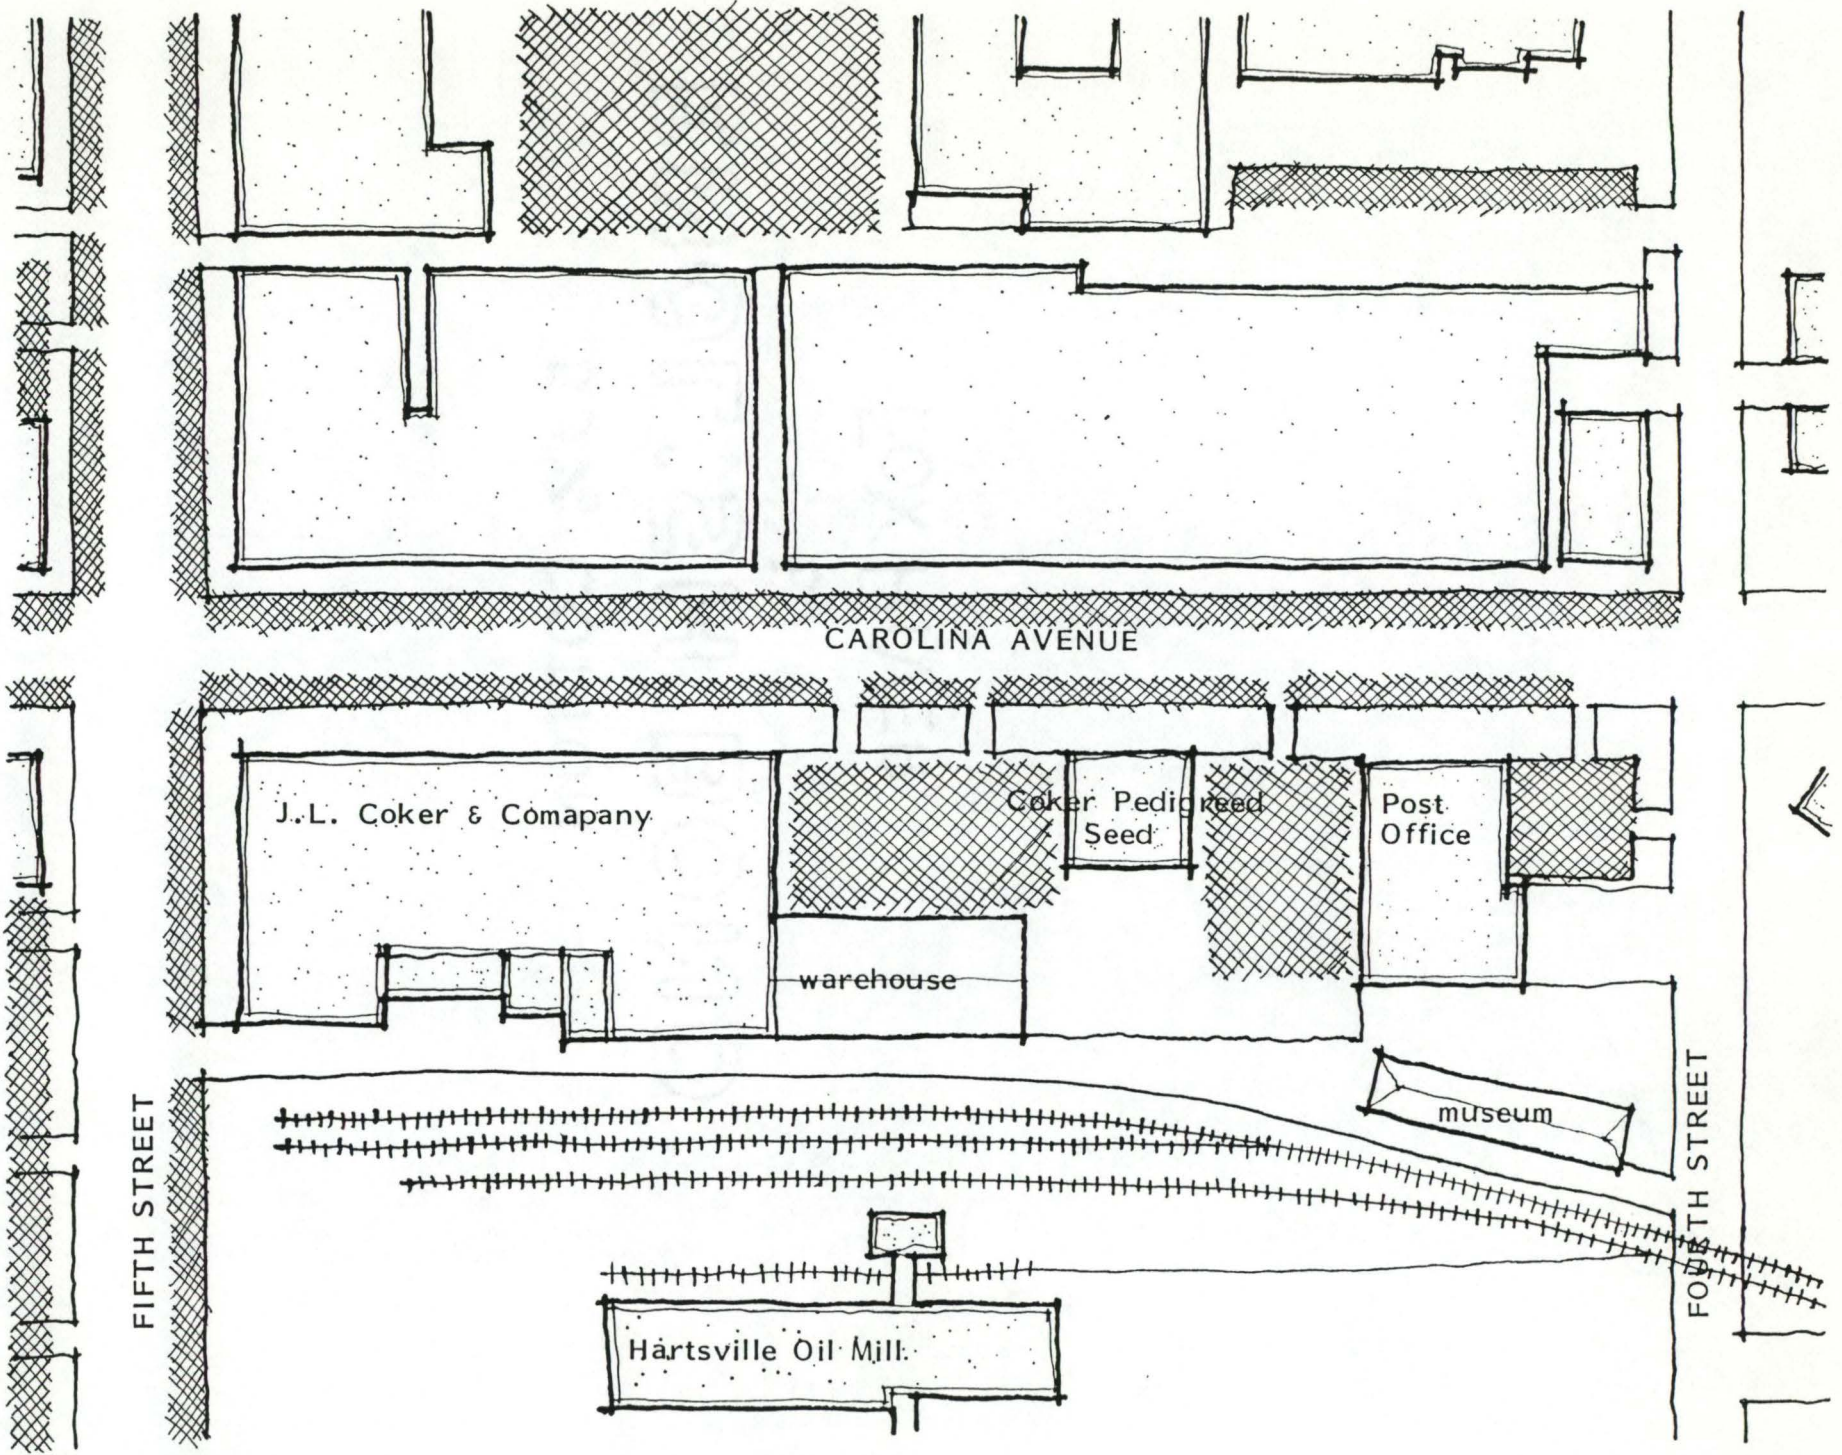 CAROLINA AVENUE
J.L. Coker & Comapany
Coker Pedigreed
Seed
Post
Office
warehouse
museum
FIFTH STREET
FOURTH STREET
Hartsville Oil Mill